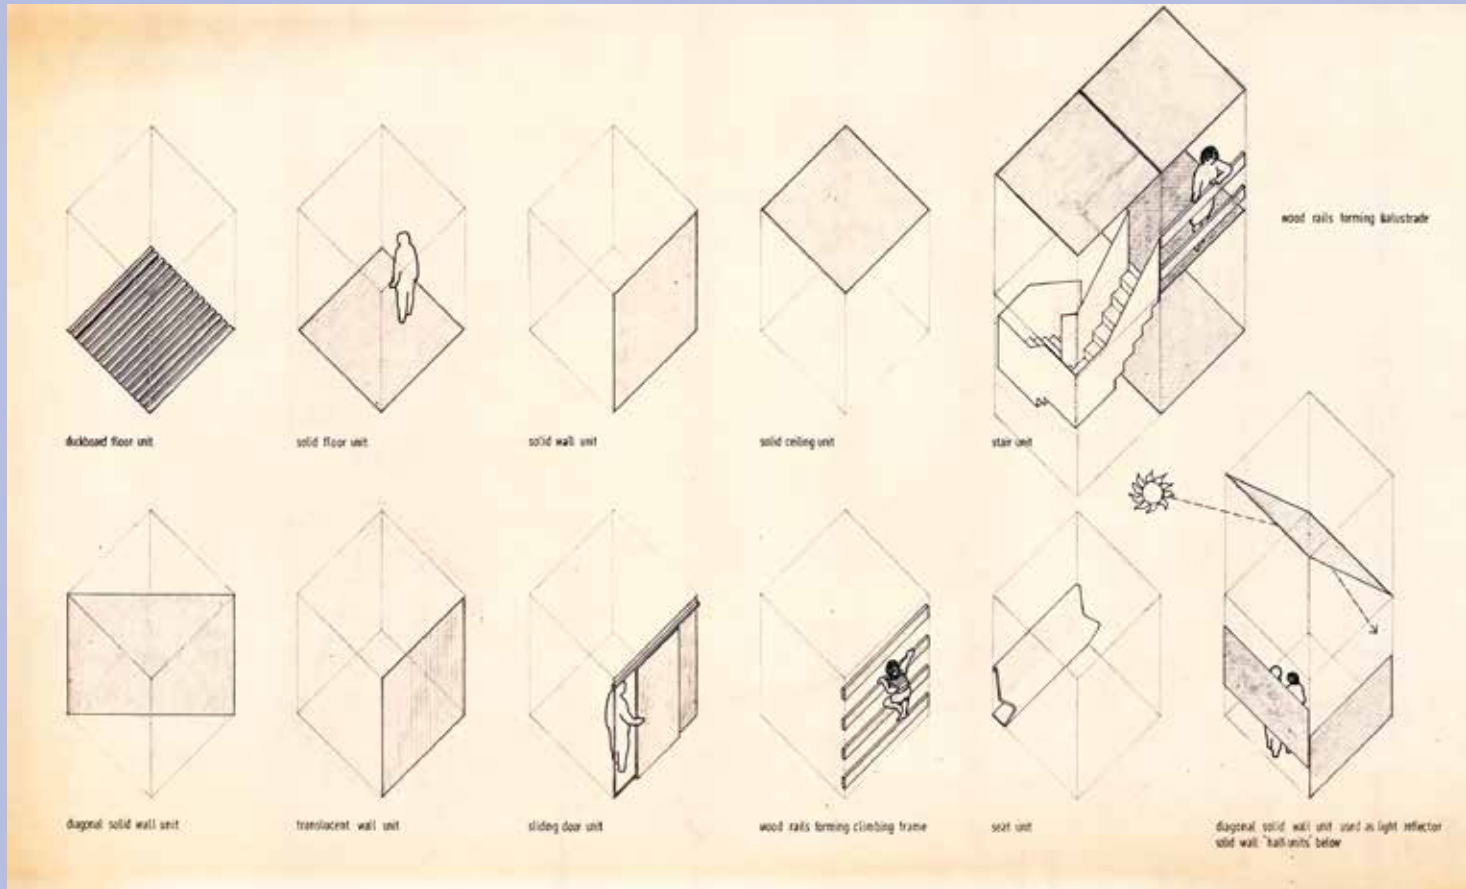 wood rails forming balustrade
duckboard floor unit
solid floor unit
solid wall unit
solid ceiling unit
stair unit
diagonal solid wall unit
translucent wall unit
sliding door unit
wood rails forming climbing frame
seat unit
diagonal solid wall unit used as light reflector
solid wall "half-units" below